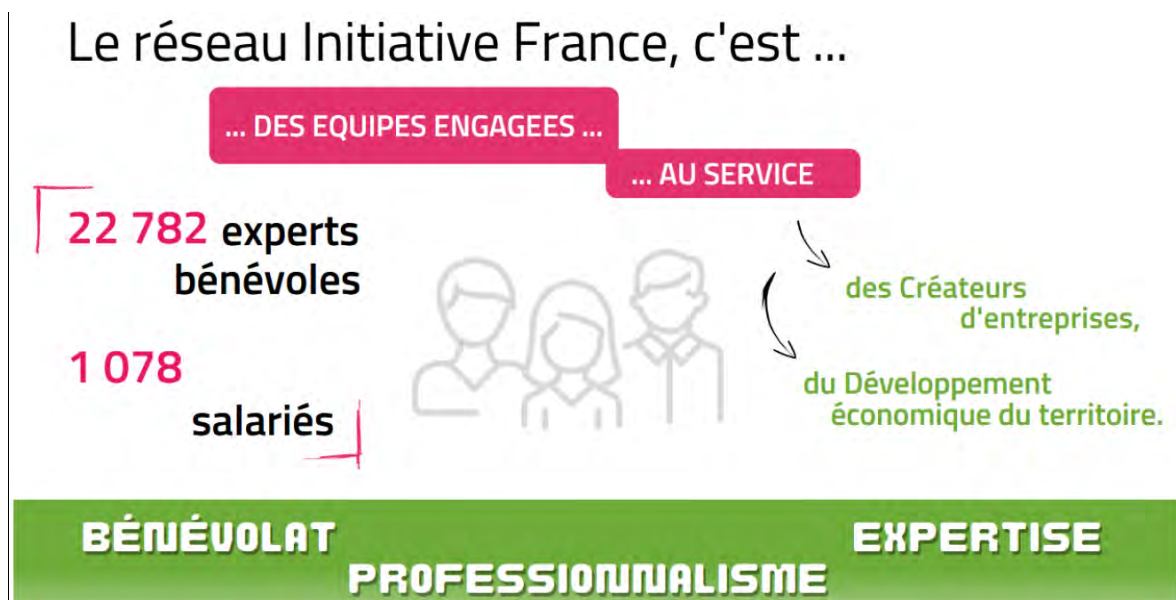 Le réseau Initiative France, c'est ...
... DES EQUIPES ENGAGEES ...
... AU SERVICE
22 782 experts
bénévoles
1 078
salariés
des Créateurs
d'entreprises,
du Développement
économique du territoire.
BÉNÉVOLAT
EXPERTISE
PROFESSIONNALISME